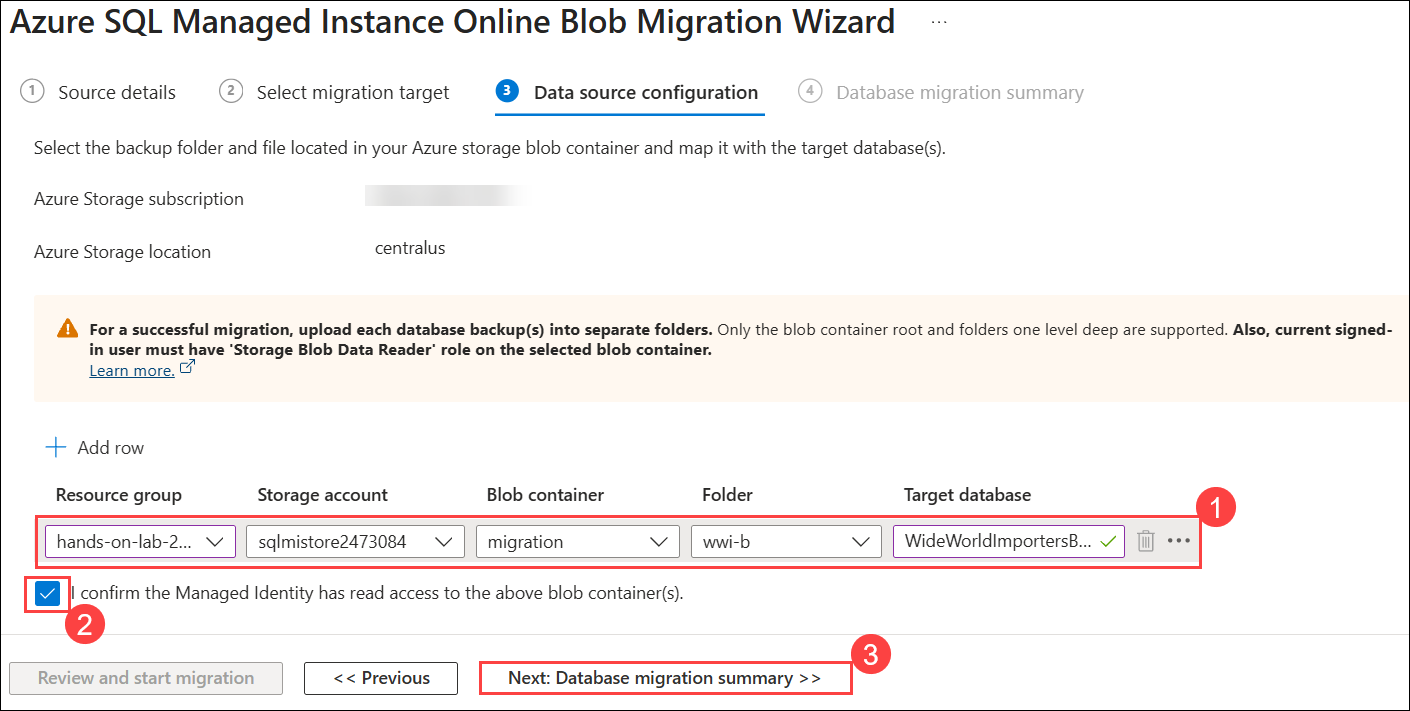 Azure SQL Managed Instance Online Blob Migration Wizard ...
1 Source details 2 Select migration target 3 Data source configuration 4 Database migration summary
Select the backup folder and file located in your Azure storage blob container and map it with the target database(s).
Azure Storage subscription
Azure Storage location centralus
For a successful migration, upload each database backup(s) into separate folders. Only the blob container root and folders one level deep are supported. Also, current signed-
in user must have 'Storage Blob Data Reader' role on the selected blob container.
Learn more.
Add row
Resource group Storage account Blob container Folder Target database
1
hands-on-lab-2... sqlmistore2473084 migration wwi-b WideWorldImportersB...
I confirm the Managed Identity has read access to the above blob container(s).
2
3
Review and start migration << Previous Next: Database migration summary >>